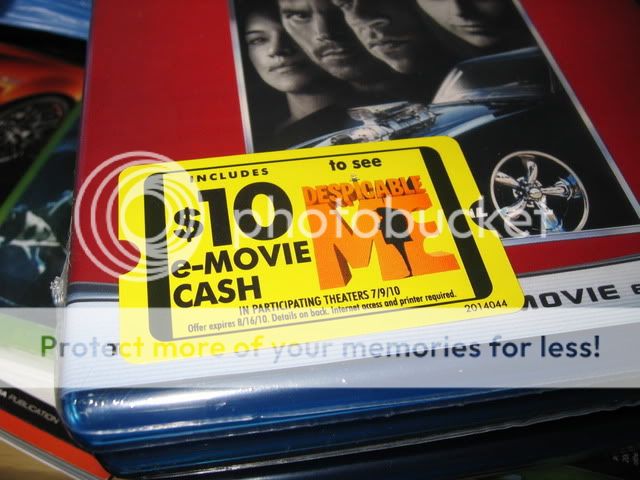 INCLUDES
$10
e-MOVIE
CASH
to see
DESPICABLE
ME
IN PARTICIPATING THEATERS 7/9/10
Offer expires 8/16/10. Details on back. Internet access and printer required.
2014044
MOVIE
PUBLICATION
photobucket
Protect more of your memories for less!